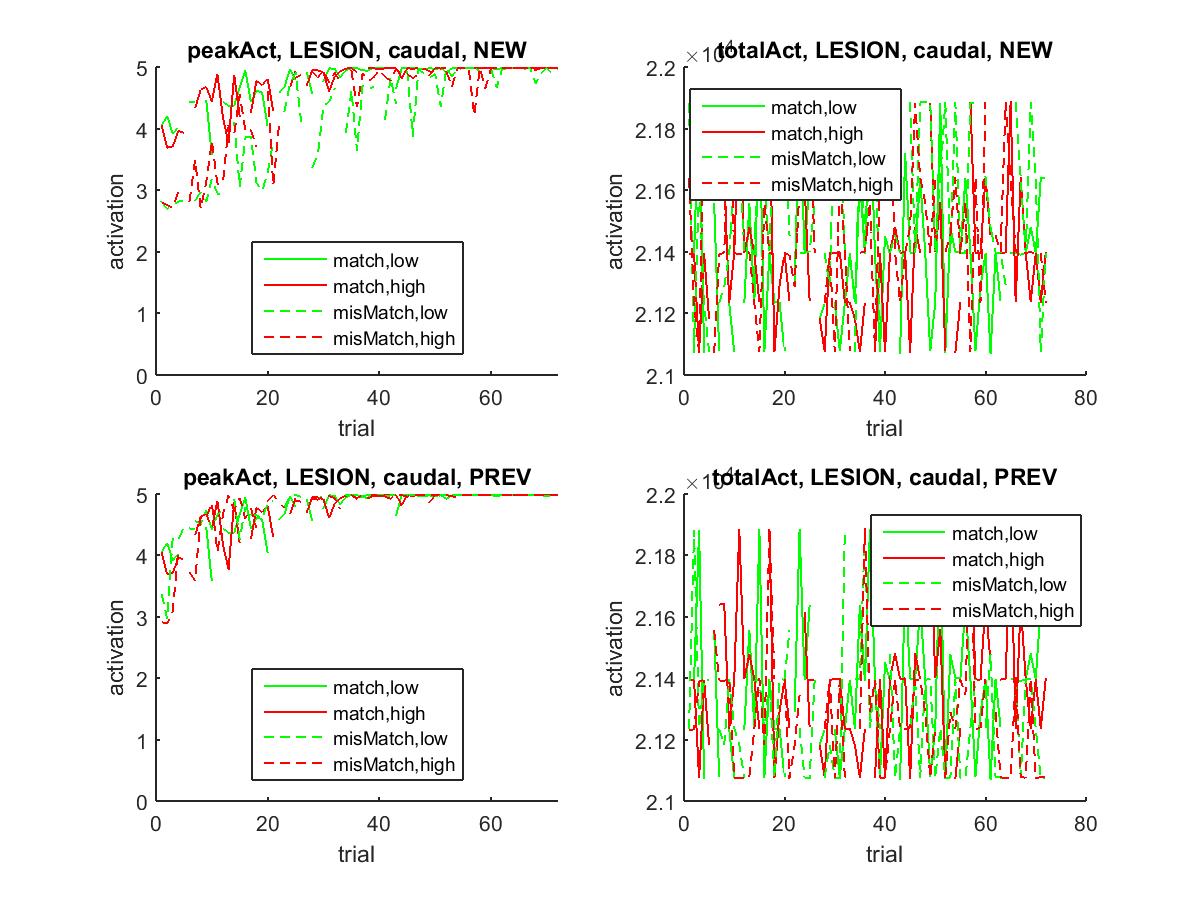 peakAct, LESION, caudal, NEW
5
4
3
2
1
0
activation
match,low
match,high
misMatch,low
misMatch,high
0 20 40 60
trial
totalAct, LESION, caudal, NEW
×10⁴
2.2
2.18
2.16
2.14
2.12
2.1
activation
match,low
match,high
misMatch,low
misMatch,high
0 20 40 60 80
trial
peakAct, LESION, caudal, PREV
5
4
3
2
1
0
activation
match,low
match,high
misMatch,low
misMatch,high
0 20 40 60
trial
totalAct, LESION, caudal, PREV
×10⁴
2.2
2.18
2.16
2.14
2.12
2.1
activation
match,low
match,high
misMatch,low
misMatch,high
0 20 40 60 80
trial